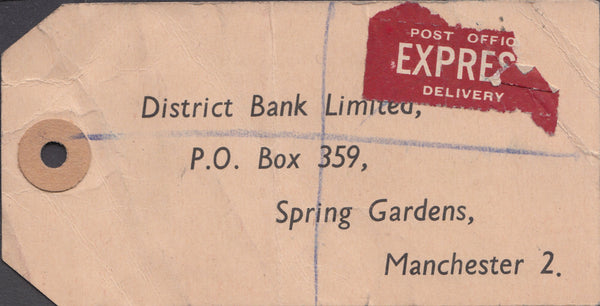 POST OFFIC
EXPRES
DELIVERY
District Bank Limited,
P.O. Box 359,
Spring Gardens,
Manchester 2.